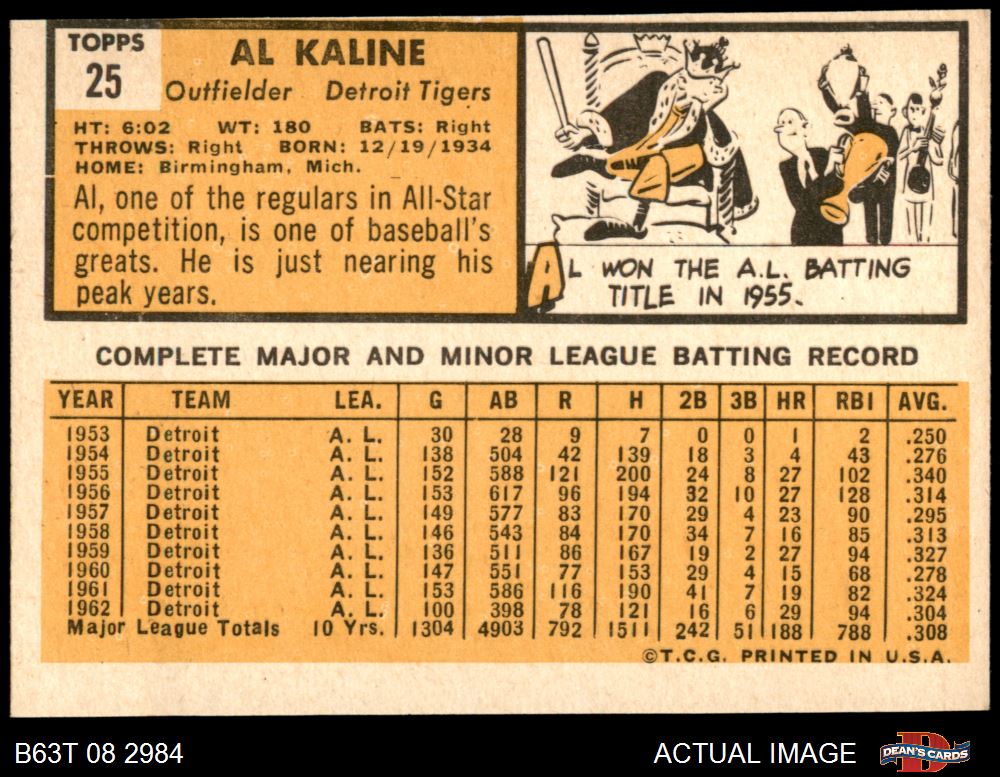 TOPPS
25
AL KALINE
Outfielder Detroit Tigers
HT: 6:02 WT: 180 BATS: Right
THROWS: Right BORN: 12/19/1934
HOME: Birmingham, Mich.
Al, one of the regulars in All-Star
competition, is one of baseball's
greats. He is just nearing his
peak years.
AL WON THE A.L. BATTING
TITLE IN 1955.
COMPLETE MAJOR AND MINOR LEAGUE BATTING RECORD
YEAR TEAM LEA. G AB R H 2B 3B HR RBI AVG.
1953 Detroit A. L. 30 28 9 7 0 0 1 2 .250
1954 Detroit A. L. 138 504 42 139 18 3 4 43 .276
1955 Detroit A. L. 152 588 121 200 24 8 27 102 .340
1956 Detroit A. L. 153 617 96 194 32 10 27 128 .314
1957 Detroit A. L. 149 577 83 170 29 4 23 90 .295
1958 Detroit A. L. 146 543 84 170 34 7 16 85 .313
1959 Detroit A. L. 136 511 86 167 19 2 27 94 .327
1960 Detroit A. L. 147 551 77 153 29 4 15 68 .278
1961 Detroit A. L. 153 586 116 190 41 7 19 82 .324
1962 Detroit A. L. 100 398 78 121 16 6 29 94 .304
Major League Totals 10 Yrs. 1304 4903 792 1511 242 51 188 788 .308
©T.C.G. PRINTED IN U.S.A.
B63T 08 2984 ACTUAL IMAGE DEAN'S CARDS